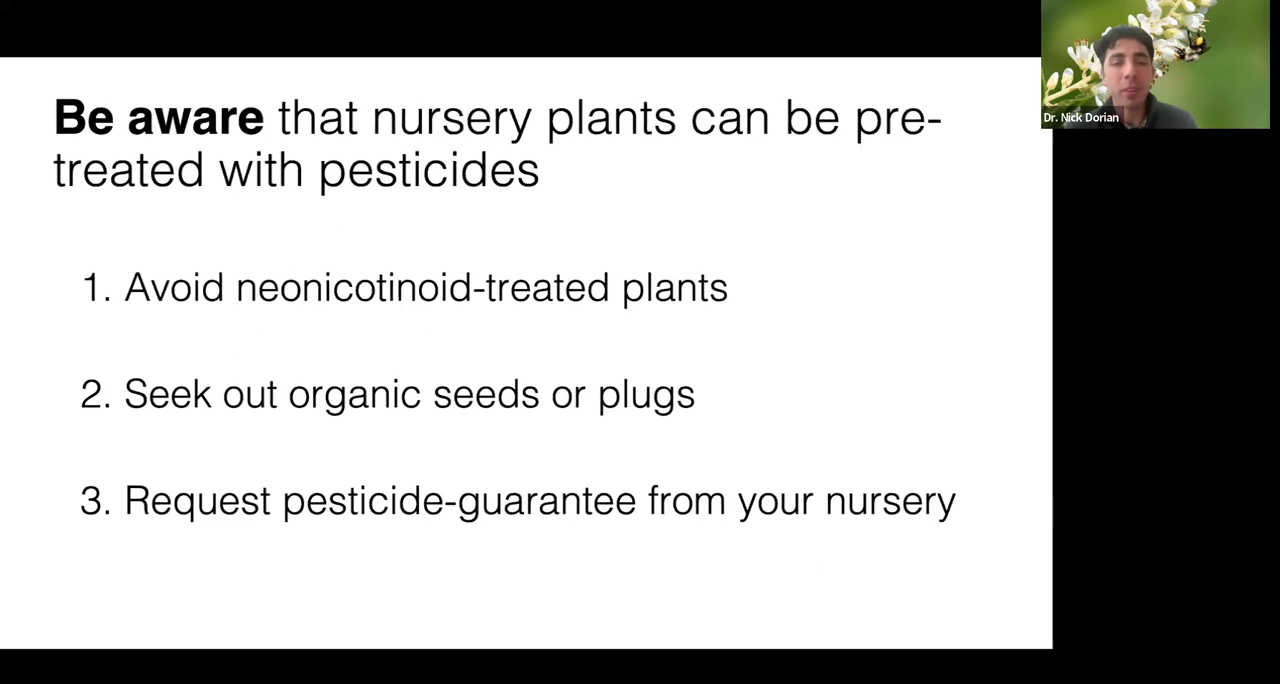 Be aware that nursery plants can be pre-
treated with pesticides
1. Avoid neonicotinoid-treated plants
2. Seek out organic seeds or plugs
3. Request pesticide-guarantee from your nursery
Dr. Nick Dorian